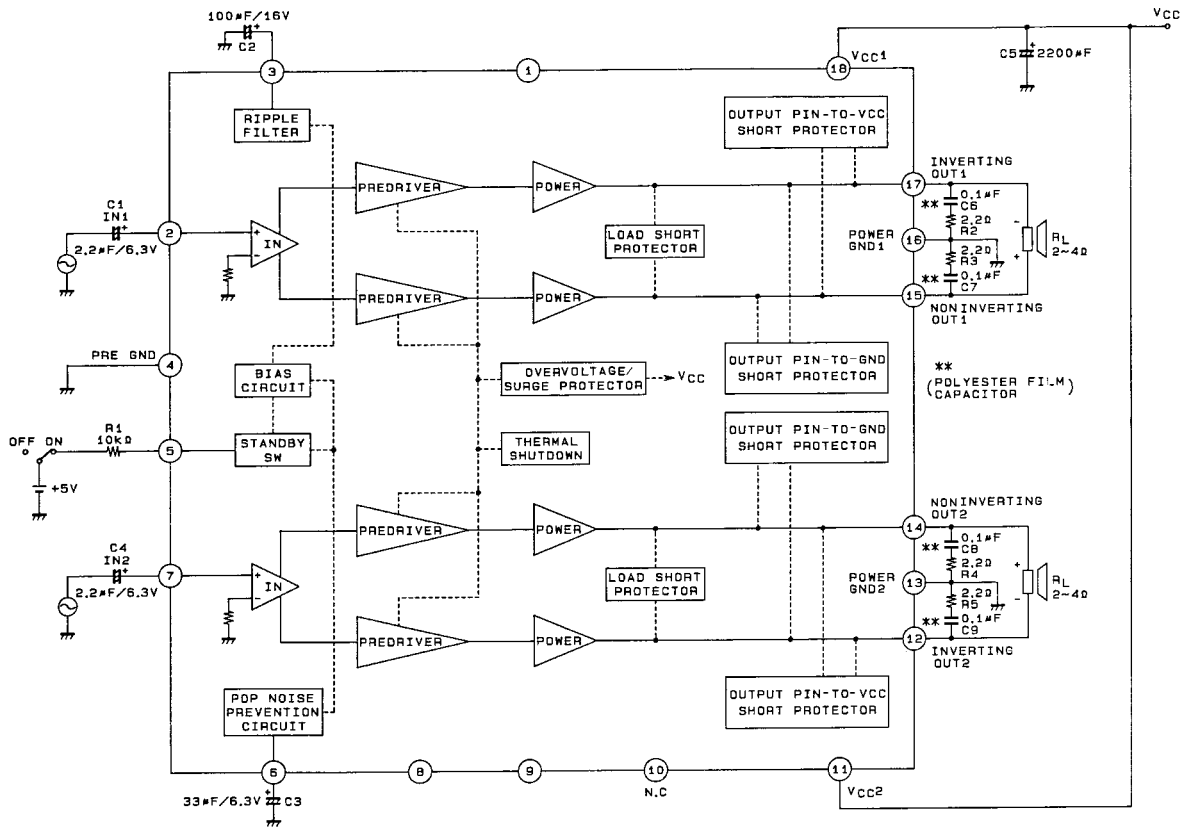 100μF/16V
C2
VCC
C5
2200μF
3
1
18
VCC1
RIPPLE
FILTER
OUTPUT PIN-TO-VCC
SHORT PROTECTOR
PREDRIVER
POWER
INVERTING
OUT1
17
0.1μF
**
C6
2.2Ω
R2
C1
IN1
2
+
2.2μF/6.3V
IN
-
LOAD SHORT
PROTECTOR
POWER
GND1
16
2.2Ω
R3
RL
2~4Ω
**
0.1μF
C7
PREDRIVER
POWER
15
NONINVERTING
OUT1
PRE GND
4
BIAS
CIRCUIT
OVERVOLTAGE/
SURGE PROTECTOR
VCC
OUTPUT PIN-TO-GND
SHORT PROTECTOR
**
(POLYESTER FILM
CAPACITOR)
OFF ON
R1
10kΩ
5
STANDBY
SW
+5V
THERMAL
SHUTDOWN
OUTPUT PIN-TO-GND
SHORT PROTECTOR
PREDRIVER
POWER
NONINVERTING
OUT2
14
0.1μF
**
C8
2.2Ω
R4
C4
IN2
7
+
2.2μF/6.3V
IN
-
LOAD SHORT
PROTECTOR
POWER
GND2
13
2.2Ω
R5
RL
2~4Ω
**
0.1μF
C9
PREDRIVER
POWER
12
INVERTING
OUT2
POP NOISE
PREVENTION
CIRCUIT
OUTPUT PIN-TO-VCC
SHORT PROTECTOR
6
8
9
10
11
N.C
VCC2
33μF/6.3V
C3